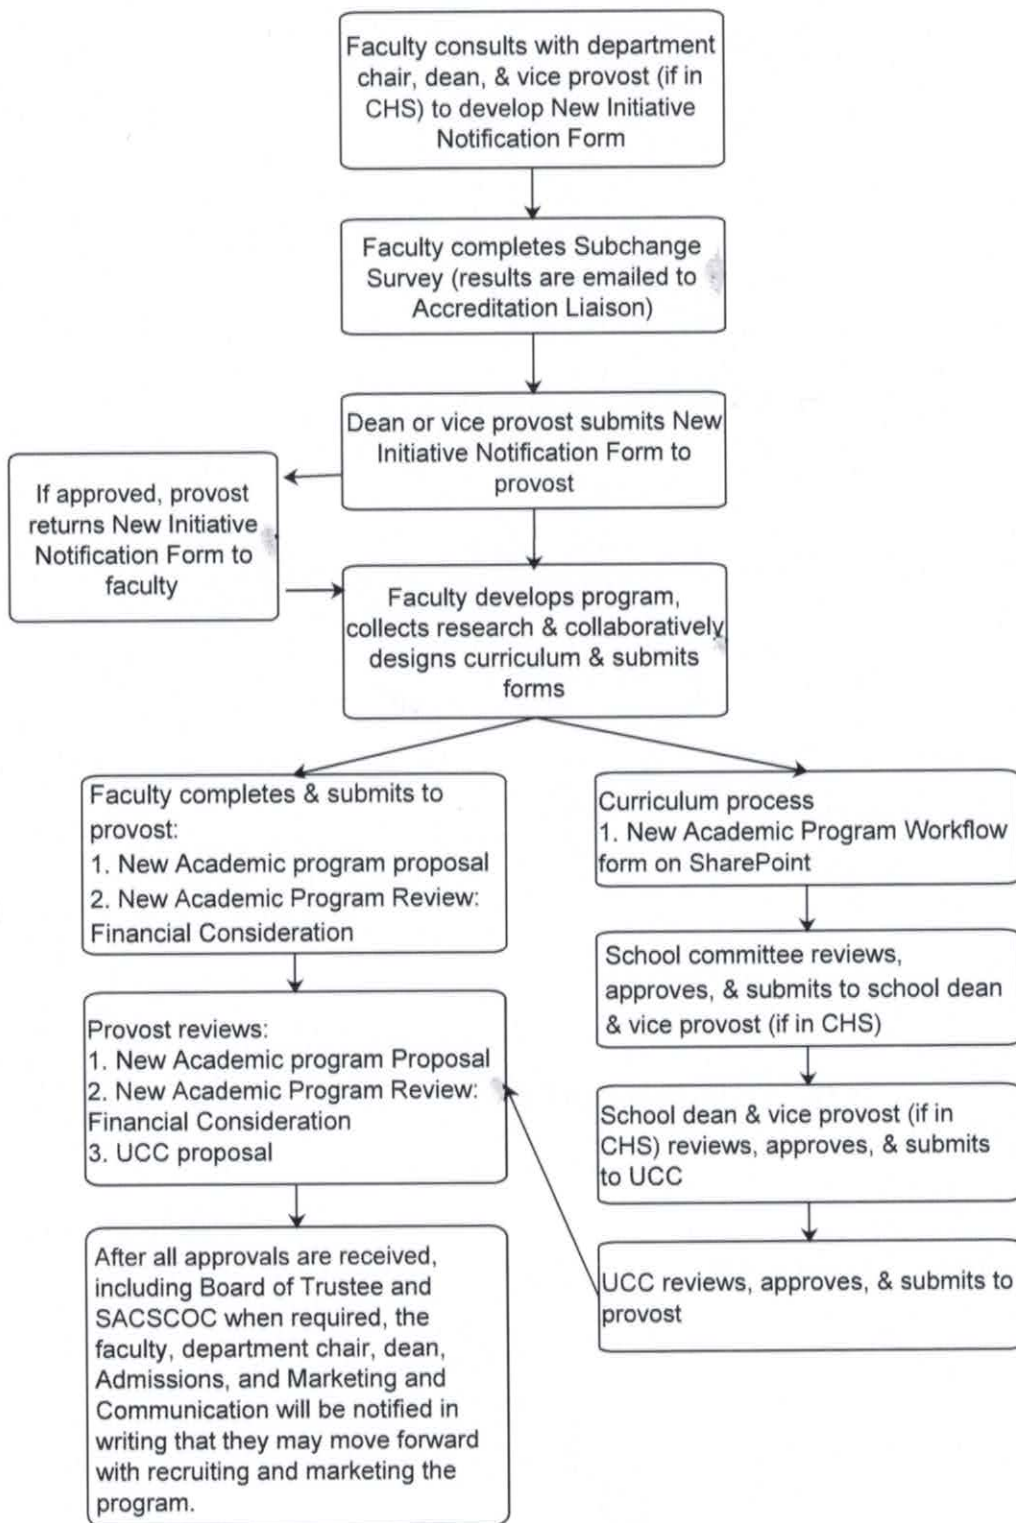 Faculty consults with department
chair, dean, & vice provost (if in
CHS) to develop New Initiative
Notification Form
Faculty completes Subchange
Survey (results are emailed to
Accreditation Liaison)
Dean or vice provost submits New
Initiative Notification Form to
provost
If approved, provost
returns New Initiative
Notification Form to
faculty
Faculty develops program,
collects research & collaboratively
designs curriculum & submits
forms
Faculty completes & submits to
provost:
1. New Academic program proposal
2. New Academic Program Review:
Financial Consideration
Provost reviews:
1. New Academic program Proposal
2. New Academic Program Review:
Financial Consideration
3. UCC proposal
After all approvals are received,
including Board of Trustee and
SACSCOC when required, the
faculty, department chair, dean,
Admissions, and Marketing and
Communication will be notified in
writing that they may move forward
with recruiting and marketing the
program.
Curriculum process
1. New Academic Program Workflow
form on SharePoint
School committee reviews,
approves, & submits to school dean
& vice provost (if in CHS)
School dean & vice provost (if in
CHS) reviews, approves, & submits
to UCC
UCC reviews, approves, & submits to
provost